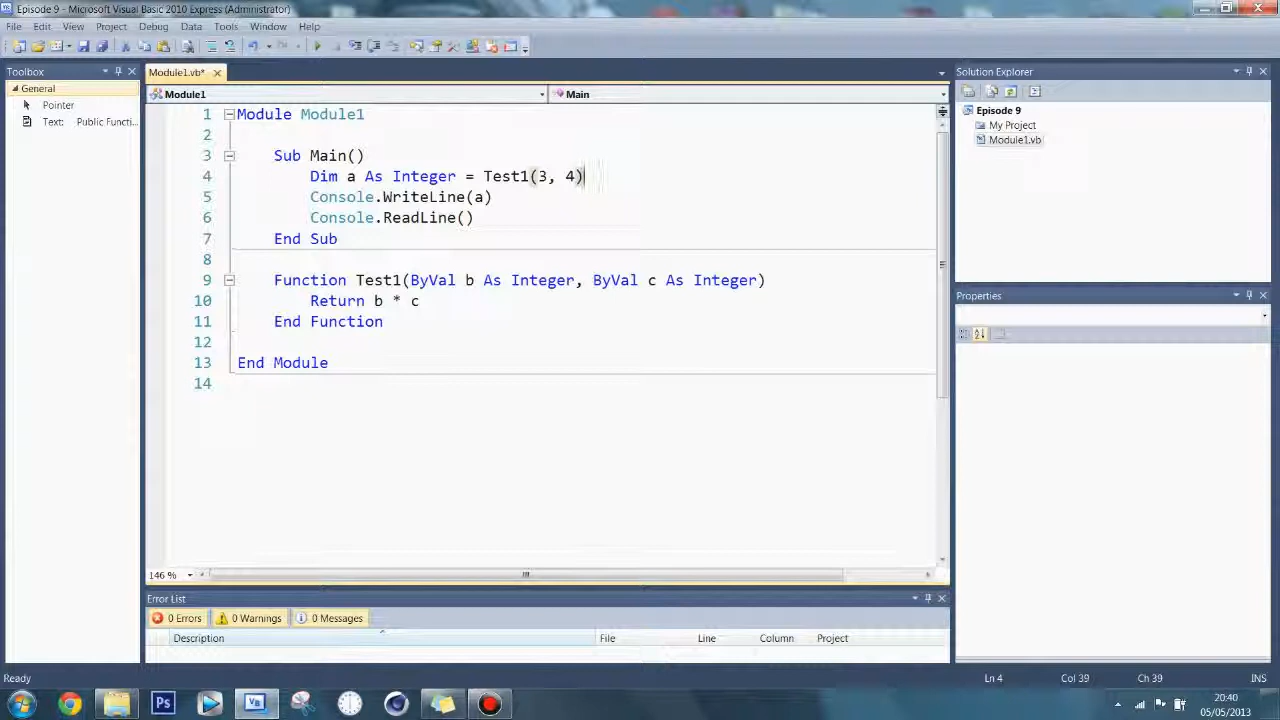 Episode 9 - Microsoft Visual Basic 2010 Express (Administrator)
File Edit View Project Debug Data Tools Window Help
Toolbox
General
Pointer
Text: Public Functi...
Module1.vb*
Module1
Main
1 Module Module1
2
3 Sub Main()
4 Dim a As Integer = Test1(3, 4)
5 Console.WriteLine(a)
6 Console.ReadLine()
7 End Sub
8
9 Function Test1(ByVal b As Integer, ByVal c As Integer)
10 Return b * c
11 End Function
12
13 End Module
14
146 %
Solution Explorer
Episode 9
My Project
Module1.vb
Properties
Error List
0 Errors 0 Warnings 0 Messages
Description File Line Column Project
Ready Ln 4 Col 39 Ch 39 INS
Ps VB
20:40
05/05/2013